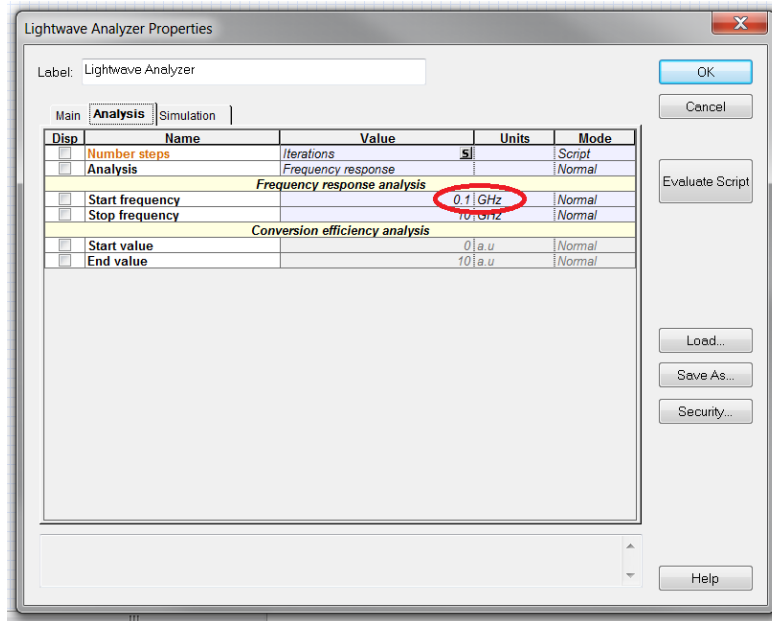 Lightwave Analyzer Properties
Label: Lightwave Analyzer
OK
Cancel
Main Analysis Simulation
Disp Name Value Units Mode
Number steps Iterations S Script
Analysis Frequency response Normal
Evaluate Script
Frequency response analysis
Start frequency 0.1 GHz Normal
Stop frequency 10 GHz Normal
Conversion efficiency analysis
Start value 0 a.u Normal
End value 10 a.u Normal
Load...
Save As...
Security...
Help